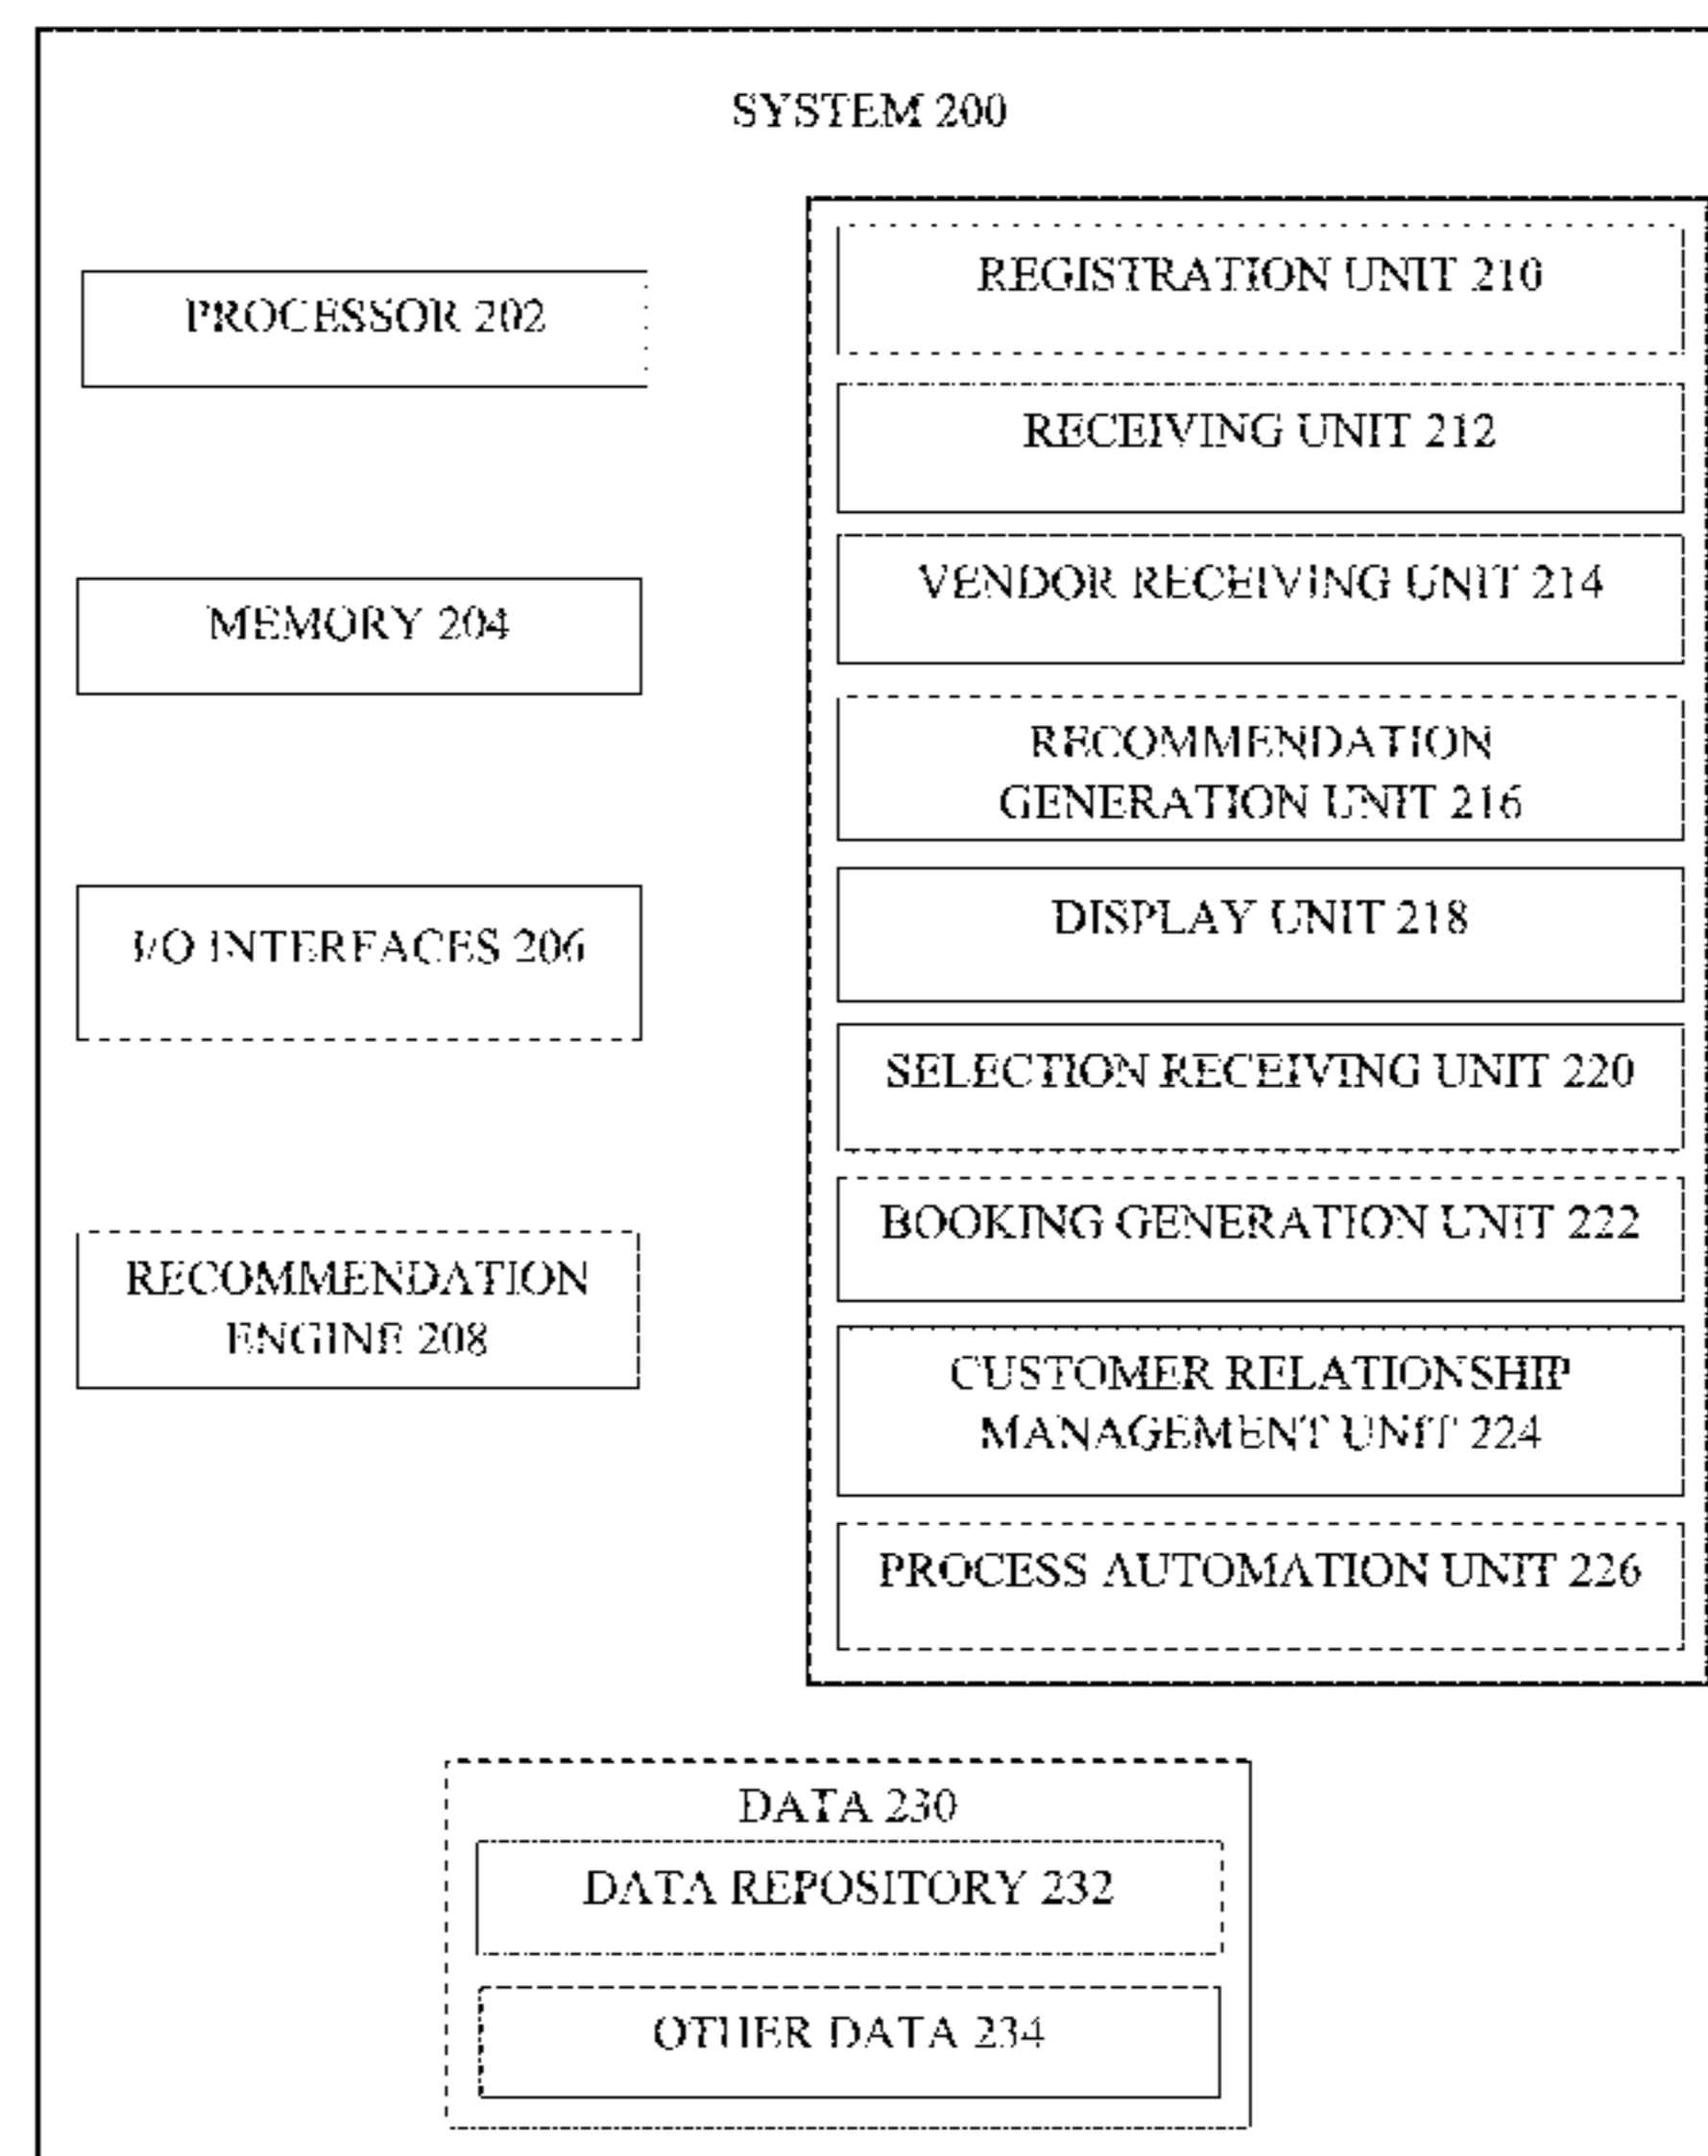 SYSTEM 200
PROCESSOR 202
MEMORY 204
I/O INTERFACES 206
RECOMMENDATION
ENGINE 208
REGISTRATION UNIT 210
RECEIVING UNIT 212
VENDOR RECEIVING UNIT 214
RECOMMENDATION
GENERATION UNIT 216
DISPLAY UNIT 218
SELECTION RECEIVING UNIT 220
BOOKING GENERATION UNIT 222
CUSTOMER RELATIONSHIP
MANAGEMENT UNIT 224
PROCESS AUTOMATION UNIT 226
DATA 230
DATA REPOSITORY 232
OTHER DATA 234